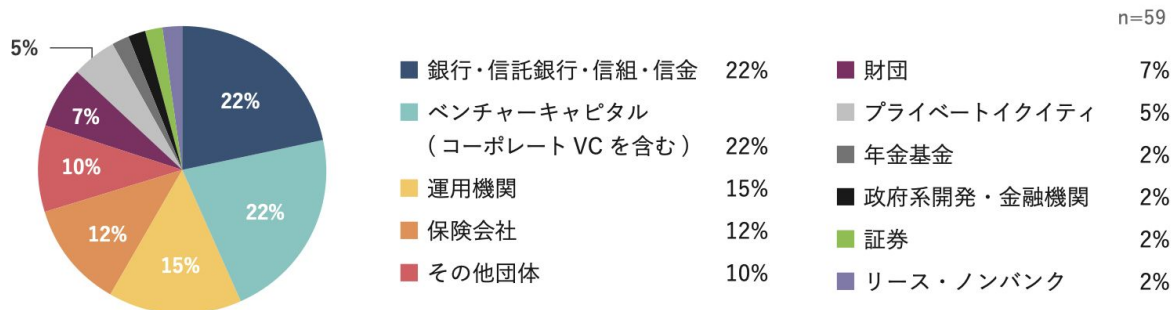 n=59
5%
22%
7%
10%
22%
12%
15%
銀行・信託銀行・信組・信金 22%
ベンチャーキャピタル
(コーポレート VC を含む) 22%
運用機関 15%
保険会社 12%
その他団体 10%
財団 7%
プライベートイクイティ 5%
年金基金 2%
政府系開発・金融機関 2%
証券 2%
リース・ノンバンク 2%